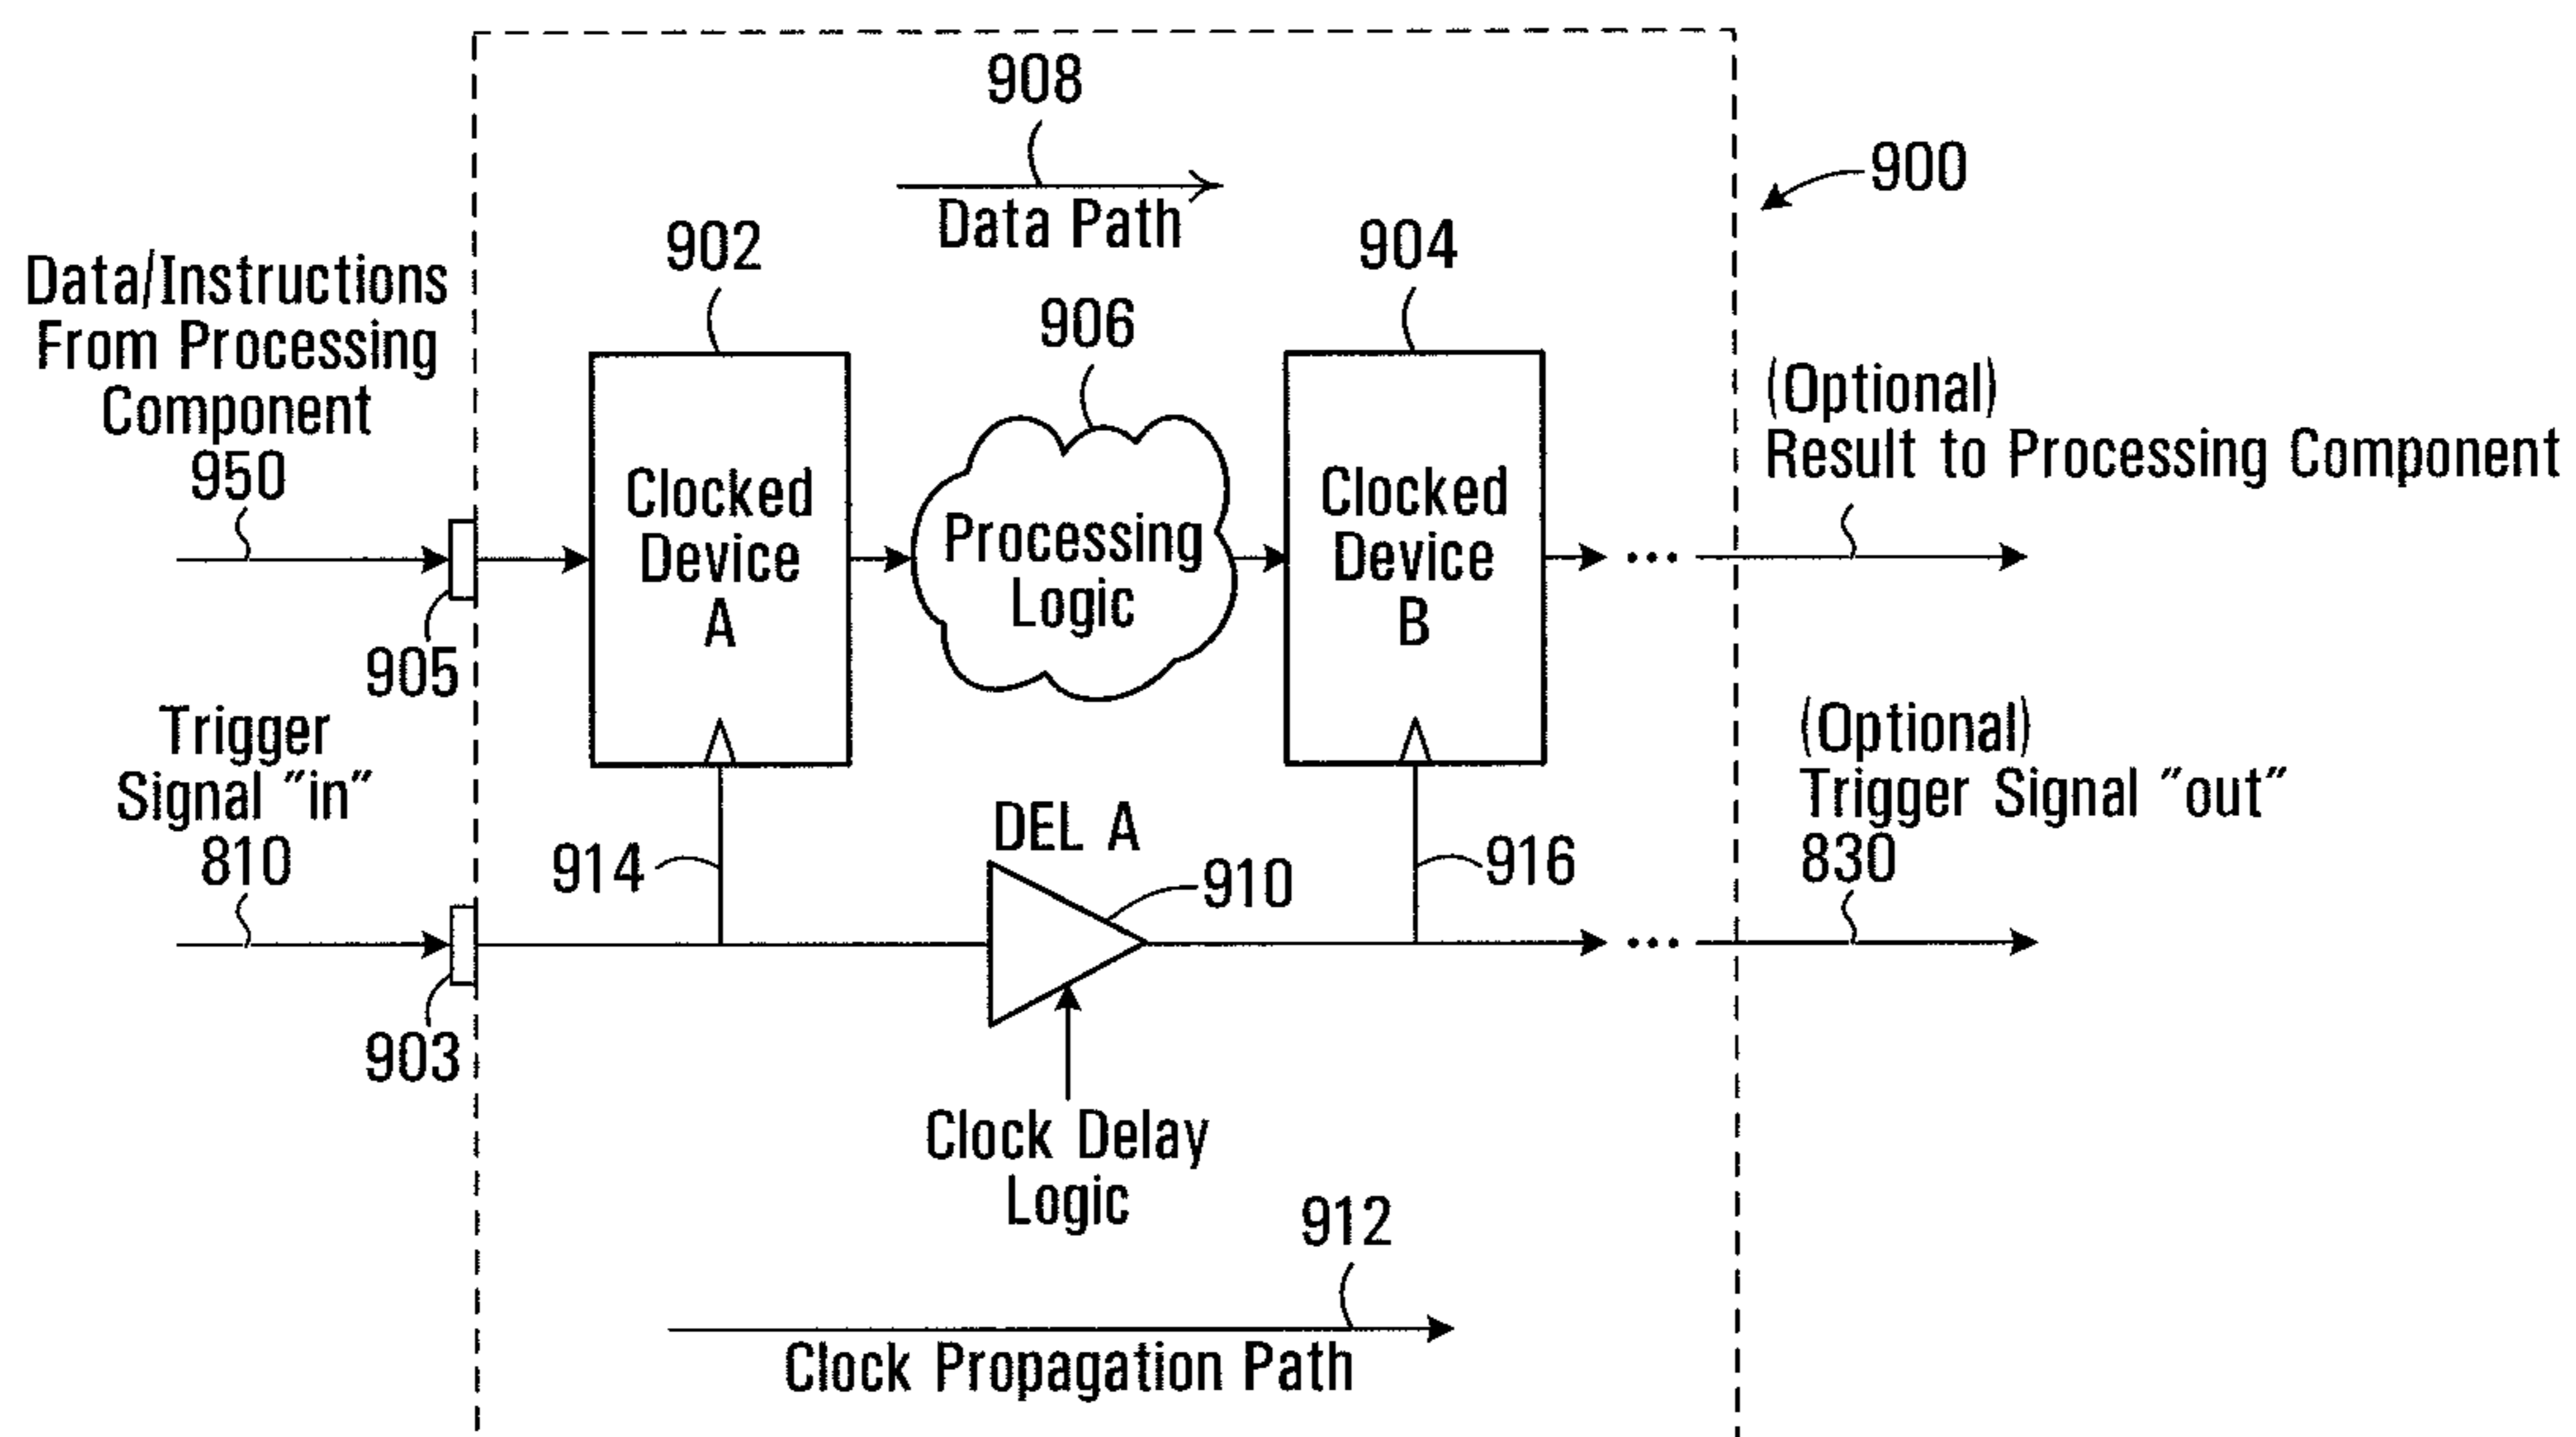 908
Data Path
900
902
904
906
Data/Instructions
From Processing
Component
950
905
Clocked
Device
A
Processing
Logic
Clocked
Device
B
(Optional)
Result to Processing Component
Trigger
Signal "in"
810
903
914
DEL A
910
916
(Optional)
Trigger Signal "out"
830
Clock Delay
Logic
912
Clock Propagation Path